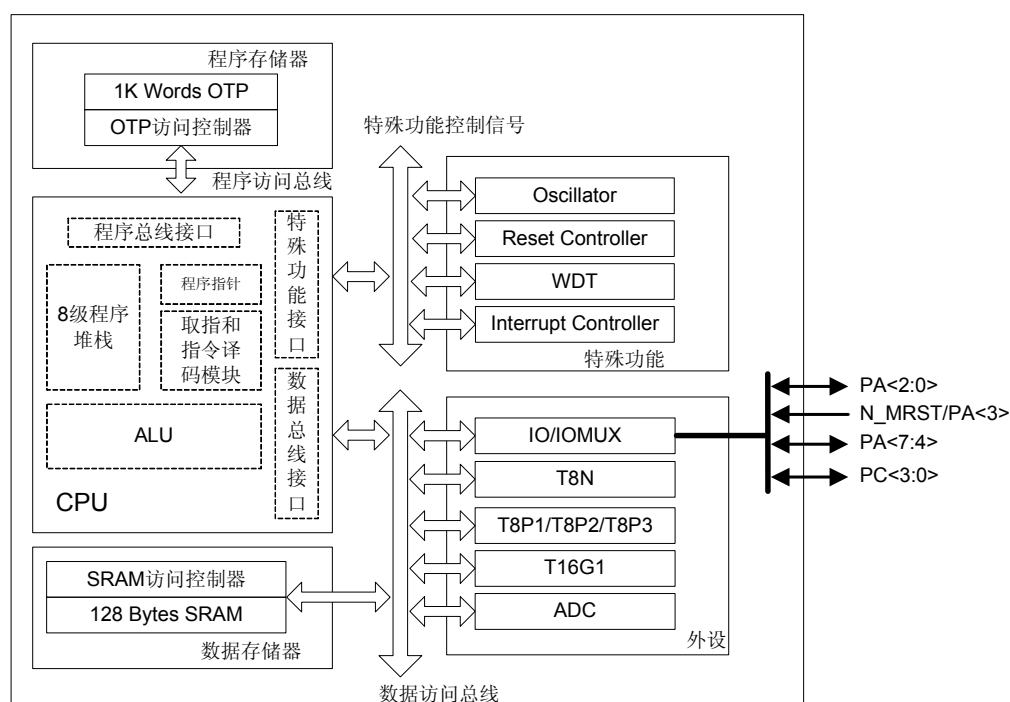 程序存储器
1K Words OTP
OTP访问控制器
程序访问总线
特殊功能控制信号
程序总线接口
8级程序
堆栈
程序指针
取指和
指令译
码模块
ALU
CPU
特
殊
功
能
接
口
数
据
总
线
接
口
Oscillator
Reset Controller
WDT
Interrupt Controller
特殊功能
IO/IOMUX
T8N
T8P1/T8P2/T8P3
T16G1
ADC
外设
PA<2:0>
N_MRST/PA<3>
PA<7:4>
PC<3:0>
SRAM访问控制器
128 Bytes SRAM
数据存储器
数据访问总线